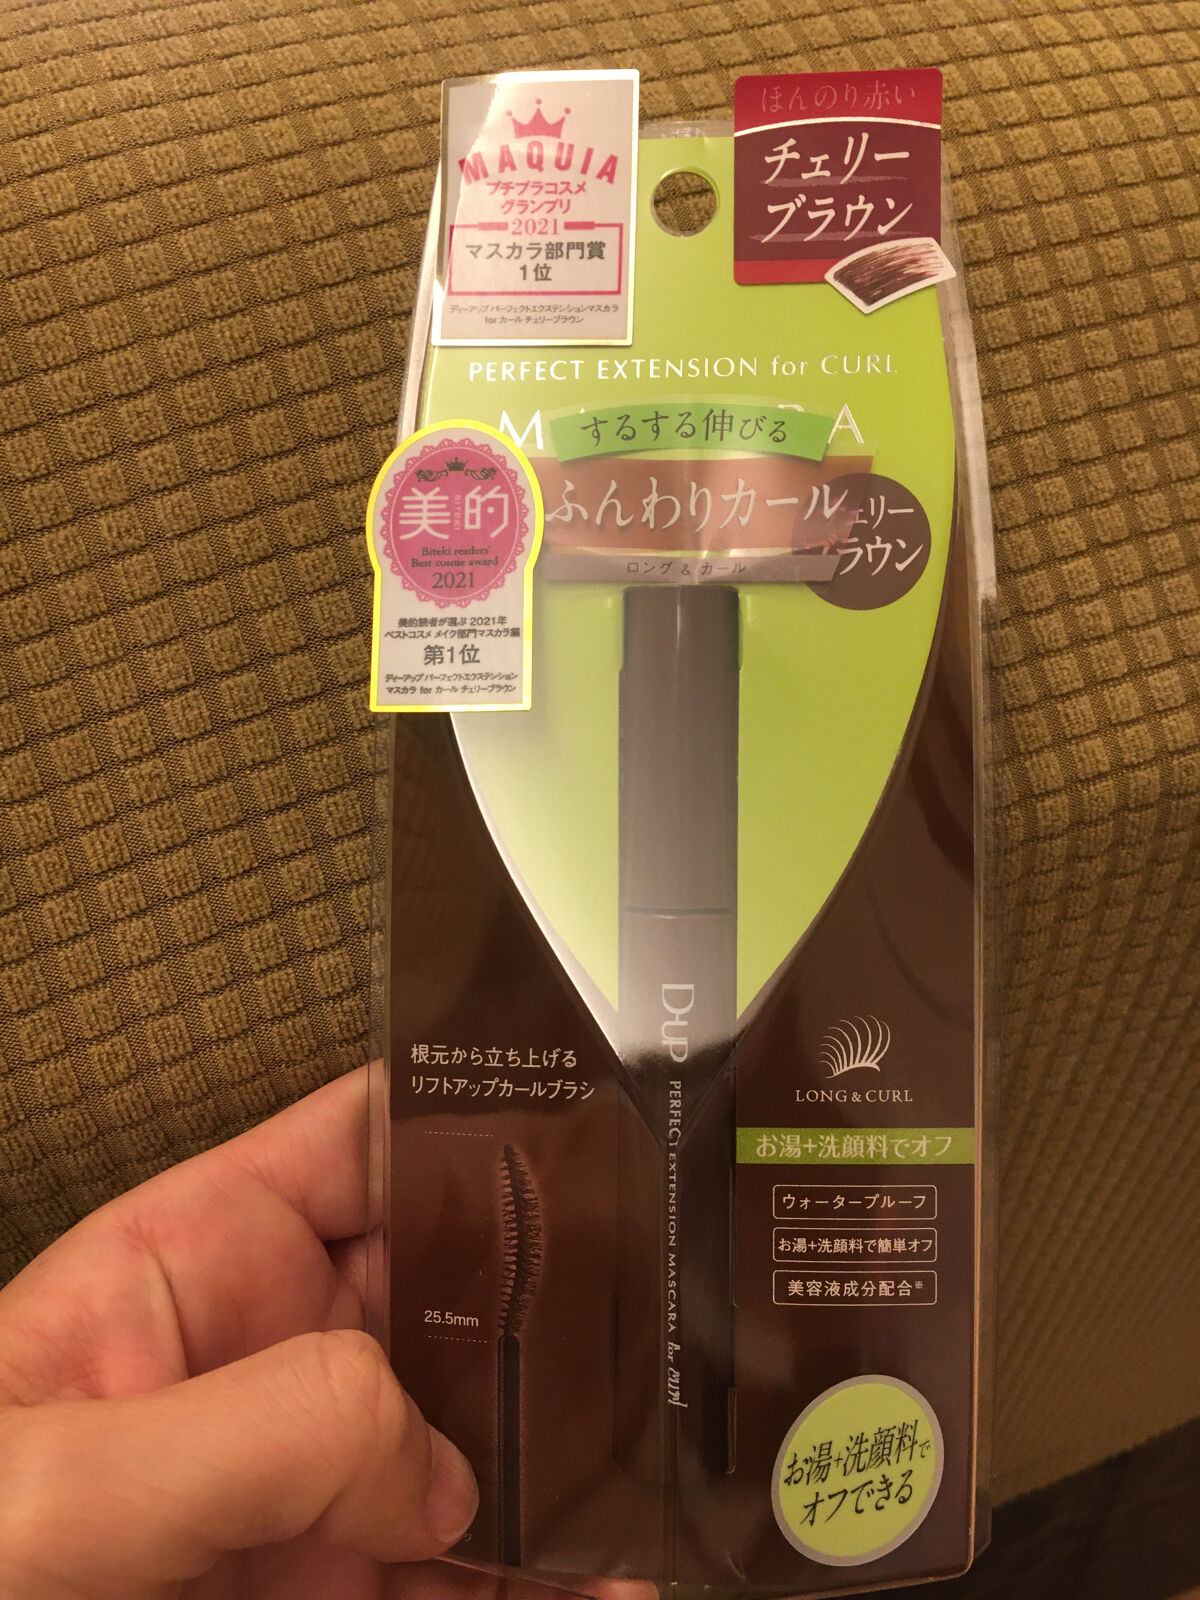 MAQUIA
プチプラコスメ
グランプリ
2021
マスカラ部門賞
1位
ディーアップ パーフェクトエクステンションマスカラ
for カール チェリーブラウン
ほんのり赤い
チェリー
ブラウン
PERFECT EXTENSION for CURL
するする伸びる
ふんわりカール
ロング & カール
ェリー
ブラウン
美的
BITEKI
Biteki readers'
Best cosme award
2021
美的読者が選ぶ 2021年
ベストコスメ メイク部門マスカラ編
第1位
ディーアップ パーフェクトエクステンション
マスカラ for カール チェリーブラウン
D-UP PERFECT EXTENSION MASCARA for curl
根元から立ち上げる
リフトアップカールブラシ
25.5mm
LONG & CURL
お湯+洗顔料でオフ
ウォータープルーフ
お湯+洗顔料で簡単オフ
美容液成分配合※
お湯+洗顔料で
オフできる